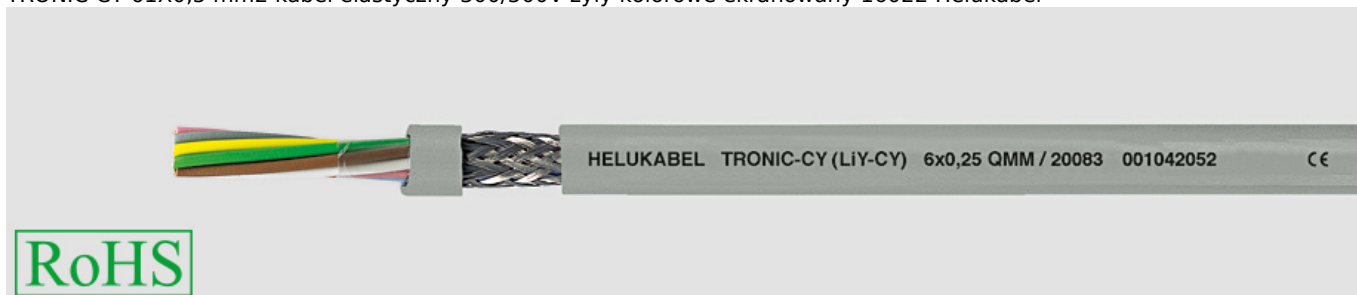 HELUKABEL TRONIC-CY (LiY-CY) 6x0,25 QMM / 20083 001042052 CE
RoHS